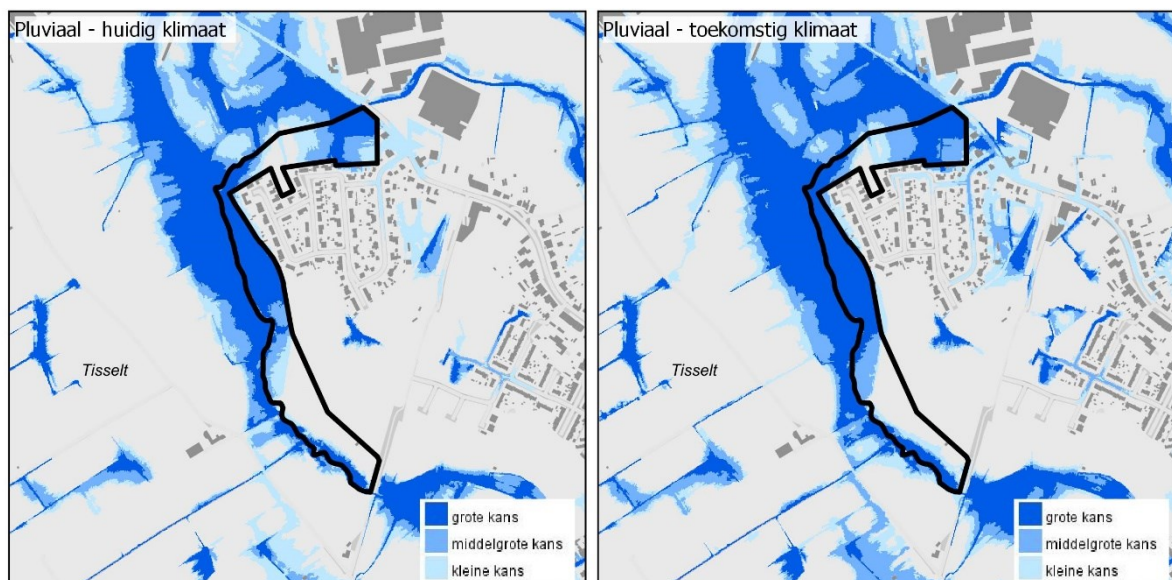 Pluviaal - huidig klimaat
Tisselt
grote kans
middelgrote kans
kleine kans
Pluviaal - toekomstig klimaat
Tisselt
grote kans
middelgrote kans
kleine kans